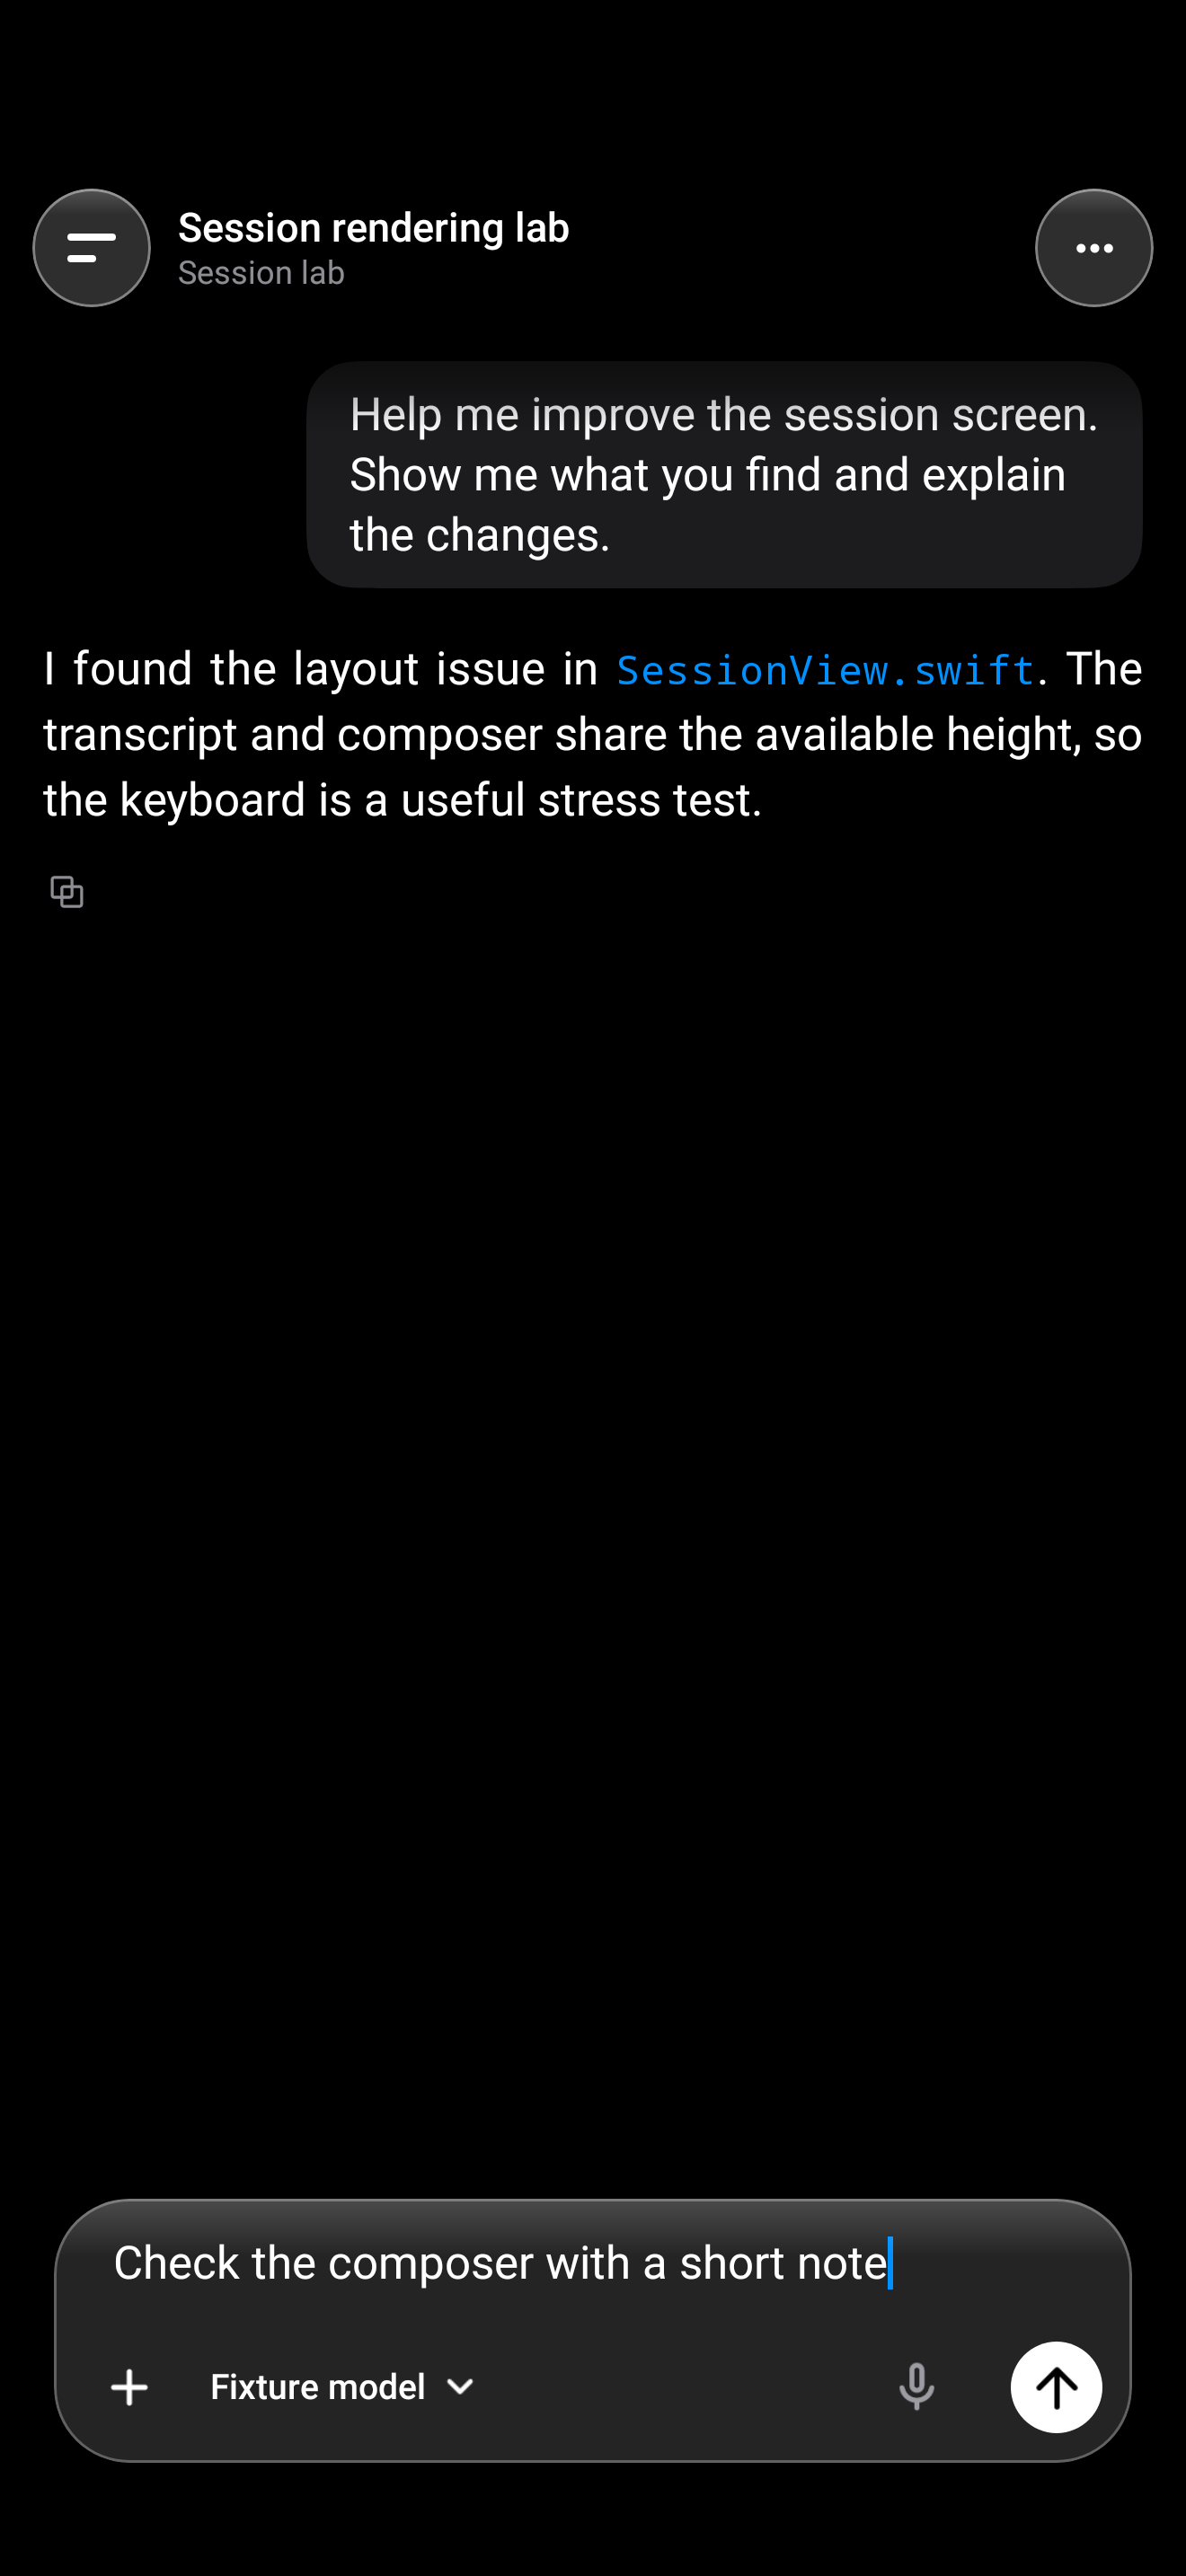 Session rendering lab
Session lab
Help me improve the session screen.
Show me what you find and explain
the changes.
I found the layout issue in SessionView.swift. The
transcript and composer share the available height, so
the keyboard is a useful stress test.
Check the composer with a short note
Fixture model